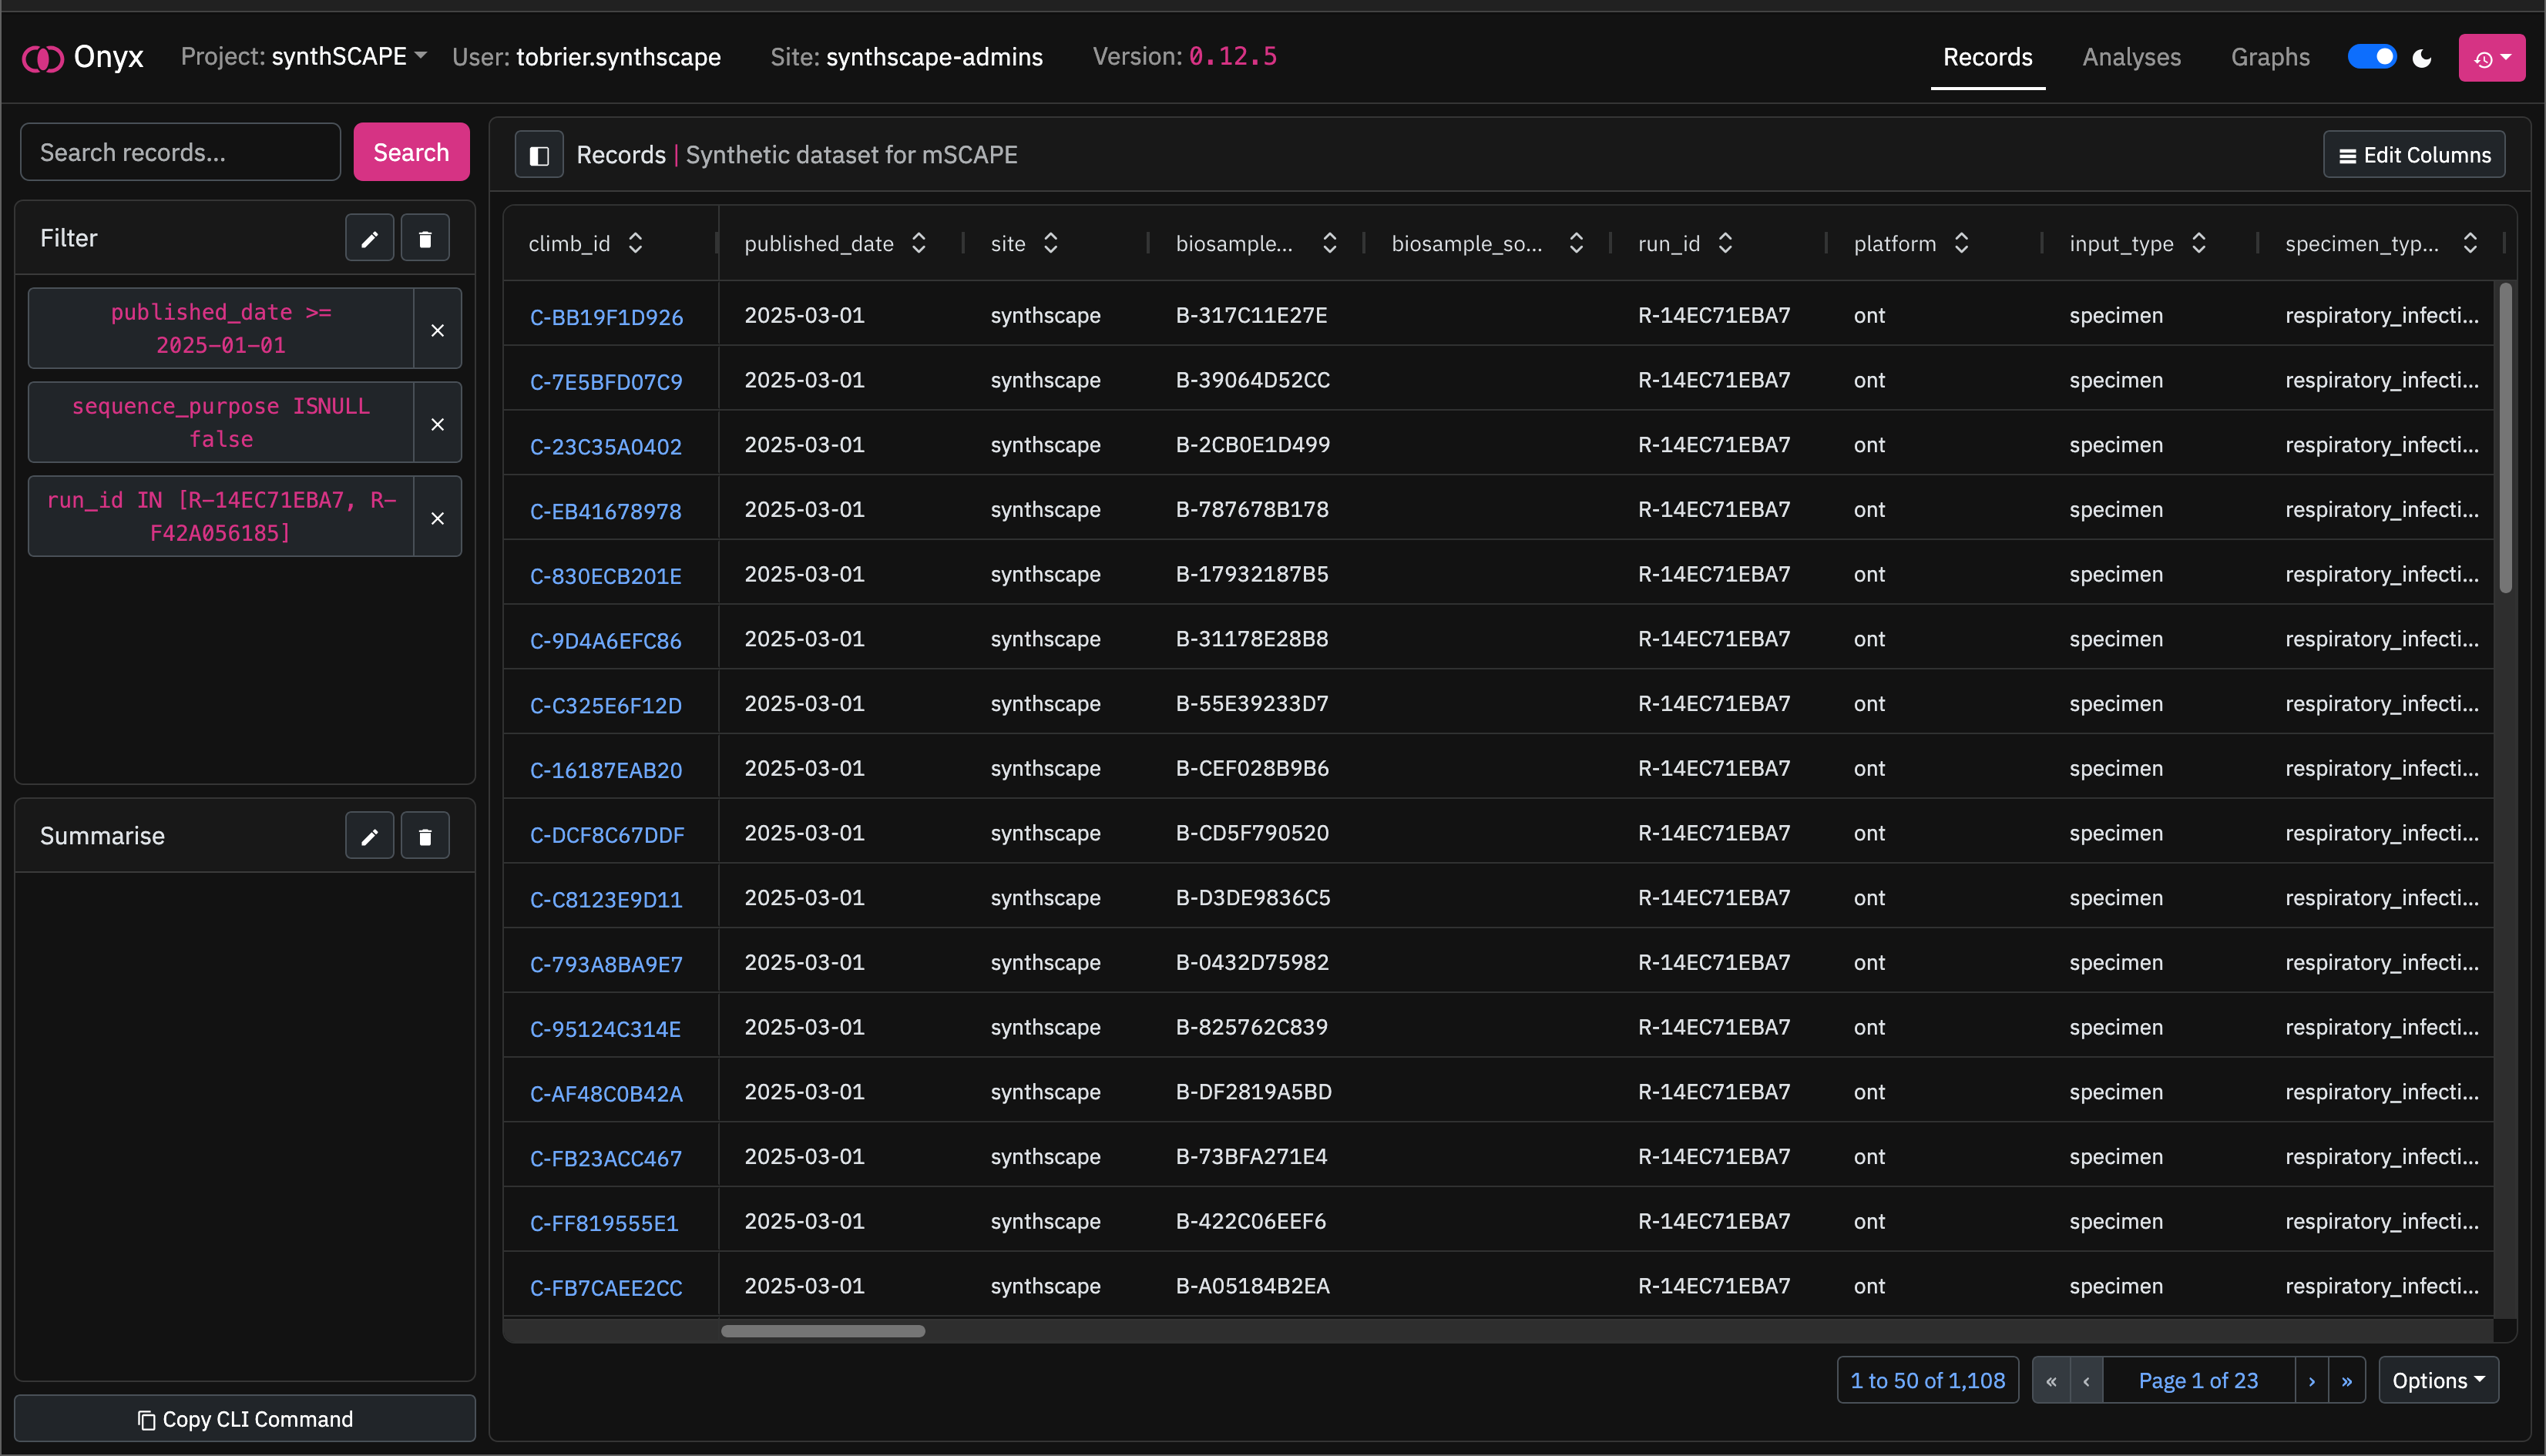 Onyx Project: synthSCAPE User: tobrier.synthscape Site: synthscape-admins Version: 0.12.5 Records Analyses Graphs
Search records... Search
Filter
published_date >=
2025-01-01
sequence_purpose ISNULL
false
run_id IN [R-14EC71EBA7, R-
F42A056185]
Summarise
Copy CLI Command
Records | Synthetic dataset for mSCAPE Edit Columns
climb_id published_date site biosample... biosample_so... run_id platform input_type specimen_typ...
C-BB19F1D926 2025-03-01 synthscape B-317C11E27E R-14EC71EBA7 ont specimen respiratory_infecti...
C-7E5BFD07C9 2025-03-01 synthscape B-39064D52CC R-14EC71EBA7 ont specimen respiratory_infecti...
C-23C35A0402 2025-03-01 synthscape B-2CB0E1D499 R-14EC71EBA7 ont specimen respiratory_infecti...
C-EB41678978 2025-03-01 synthscape B-787678B178 R-14EC71EBA7 ont specimen respiratory_infecti...
C-830ECB201E 2025-03-01 synthscape B-17932187B5 R-14EC71EBA7 ont specimen respiratory_infecti...
C-9D4A6EFC86 2025-03-01 synthscape B-31178E28B8 R-14EC71EBA7 ont specimen respiratory_infecti...
C-C325E6F12D 2025-03-01 synthscape B-55E39233D7 R-14EC71EBA7 ont specimen respiratory_infecti...
C-16187EAB20 2025-03-01 synthscape B-CEF028B9B6 R-14EC71EBA7 ont specimen respiratory_infecti...
C-DCF8C67DDF 2025-03-01 synthscape B-CD5F790520 R-14EC71EBA7 ont specimen respiratory_infecti...
C-C8123E9D11 2025-03-01 synthscape B-D3DE9836C5 R-14EC71EBA7 ont specimen respiratory_infecti...
C-793A8BA9E7 2025-03-01 synthscape B-0432D75982 R-14EC71EBA7 ont specimen respiratory_infecti...
C-95124C314E 2025-03-01 synthscape B-825762C839 R-14EC71EBA7 ont specimen respiratory_infecti...
C-AF48C0B42A 2025-03-01 synthscape B-DF2819A5BD R-14EC71EBA7 ont specimen respiratory_infecti...
C-FB23ACC467 2025-03-01 synthscape B-73BFA271E4 R-14EC71EBA7 ont specimen respiratory_infecti...
C-FF819555E1 2025-03-01 synthscape B-422C06EEF6 R-14EC71EBA7 ont specimen respiratory_infecti...
C-FB7CAEE2CC 2025-03-01 synthscape B-A05184B2EA R-14EC71EBA7 ont specimen respiratory_infecti...
1 to 50 of 1,108 « ‹ Page 1 of 23 › » Options